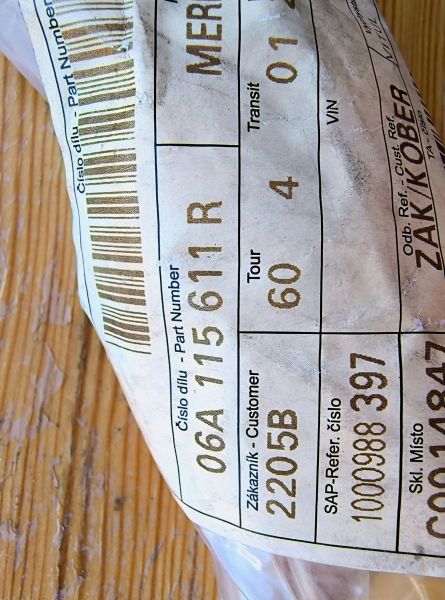 Číslo dílu - Part Number
Číslo dílu - Part Number
06A 115 611 R
MER
Zákazník - Customer
2205B
Tour
60 4
Transit
01
SAP-Refer. číslo
1000988 397
VIN
Skl. Místo
Odb. Ref. - Cust. Ref.
ZAK/KOBER